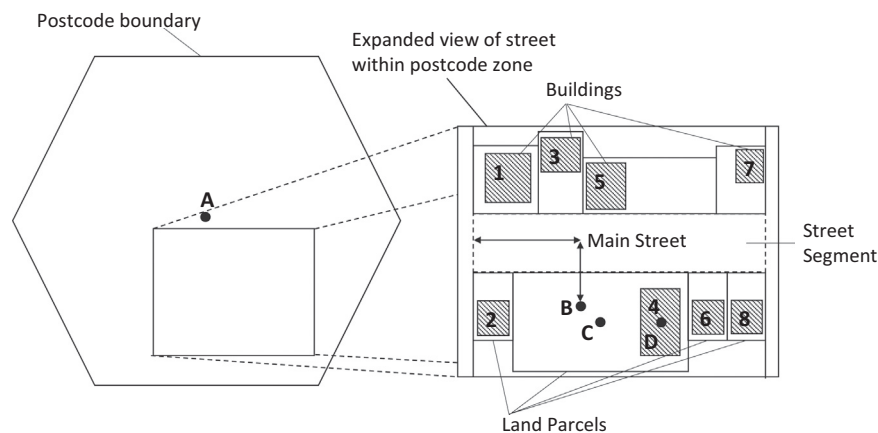 Postcode boundary
Expanded view of street
within postcode zone
Buildings
A
1
3
5
7
Main Street
Street
Segment
2
B
C
4
D
6
8
Land Parcels